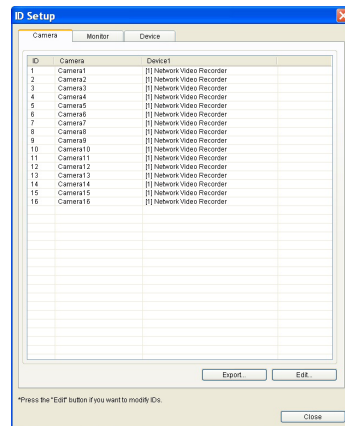 ID Setup
Camera Monitor Device
ID Camera Device1
1 Camera1 [1] Network Video Recorder
2 Camera2 [1] Network Video Recorder
3 Camera3 [1] Network Video Recorder
4 Camera4 [1] Network Video Recorder
5 Camera5 [1] Network Video Recorder
6 Camera6 [1] Network Video Recorder
7 Camera7 [1] Network Video Recorder
8 Camera8 [1] Network Video Recorder
9 Camera9 [1] Network Video Recorder
10 Camera10 [1] Network Video Recorder
11 Camera11 [1] Network Video Recorder
12 Camera12 [1] Network Video Recorder
13 Camera13 [1] Network Video Recorder
14 Camera14 [1] Network Video Recorder
15 Camera15 [1] Network Video Recorder
16 Camera16 [1] Network Video Recorder
Export... Edit...
*Press the "Edit" button if you want to modify IDs.
Close